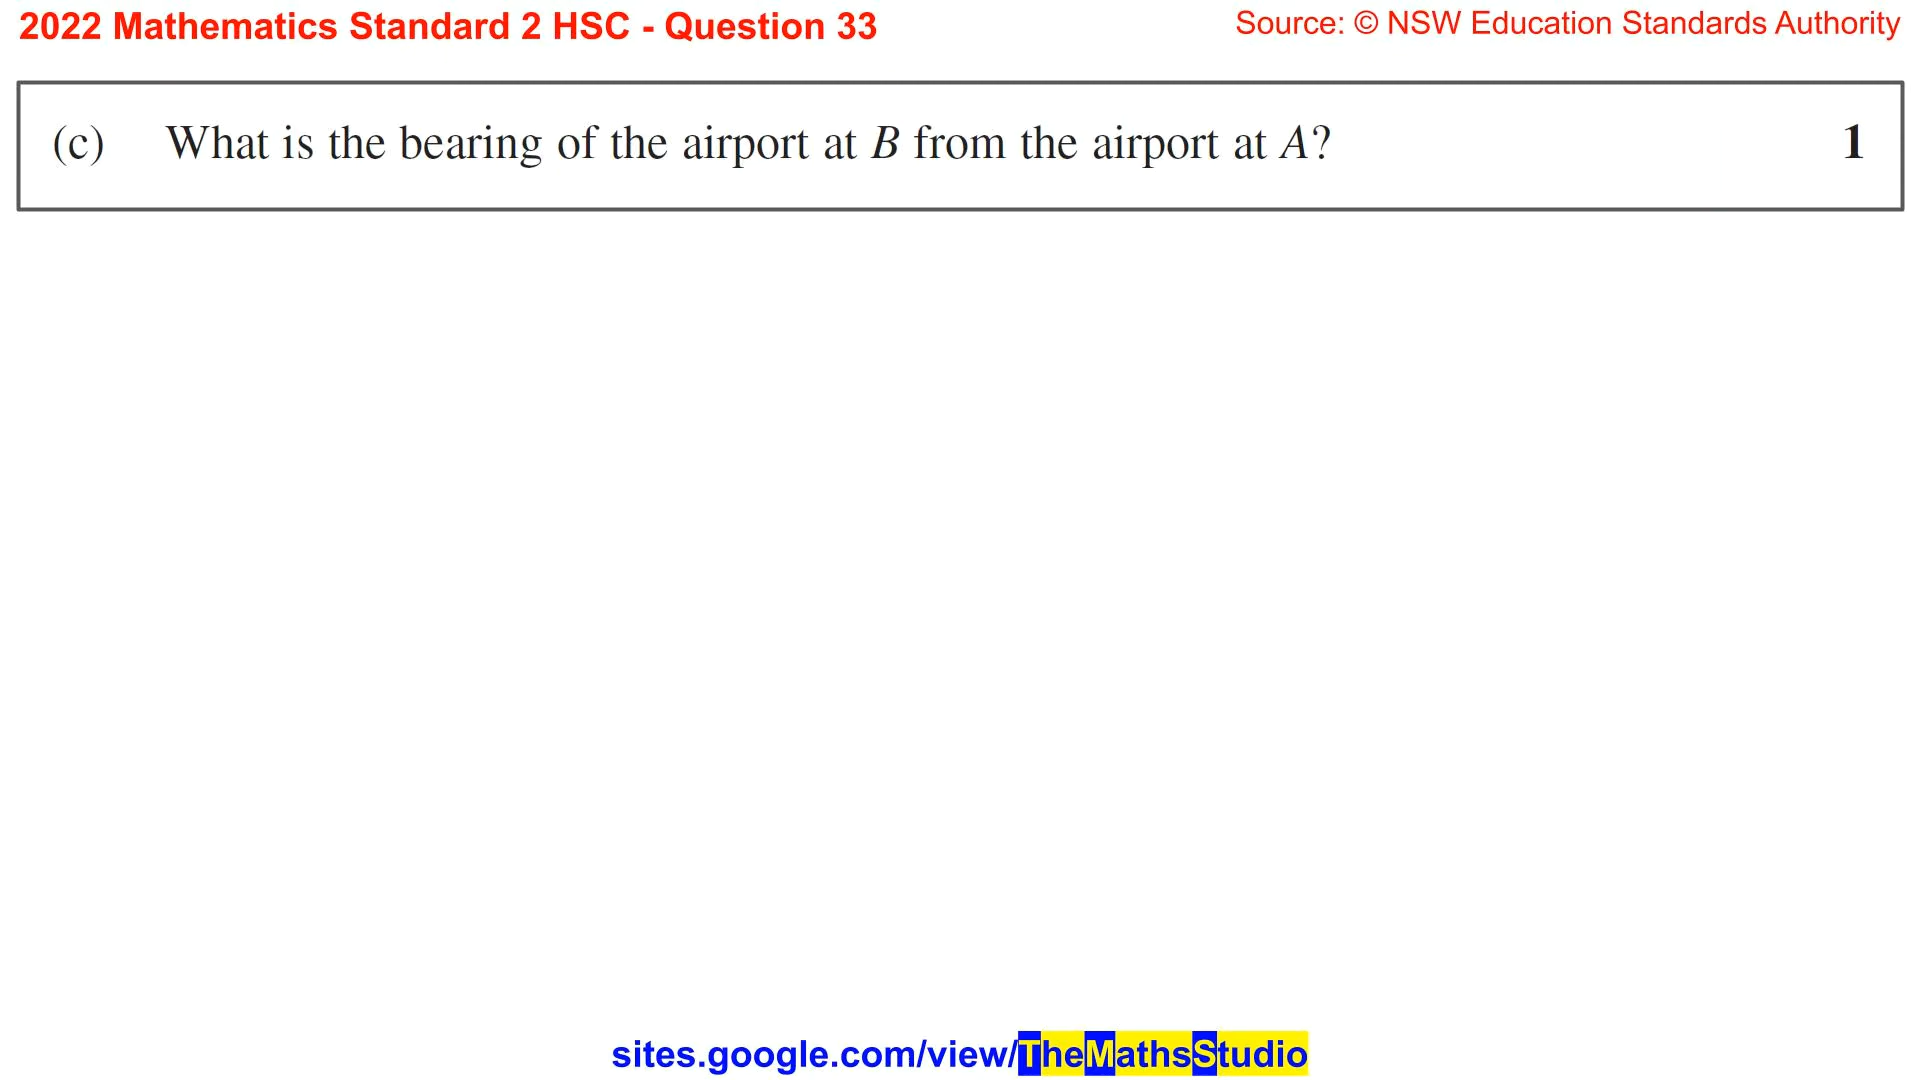 2022 Mathematics Standard 2 HSC - Question 33
Source: © NSW Education Standards Authority
(c) What is the bearing of the airport at B from the airport at A? 1
sites.google.com/view/TheMathsStudio